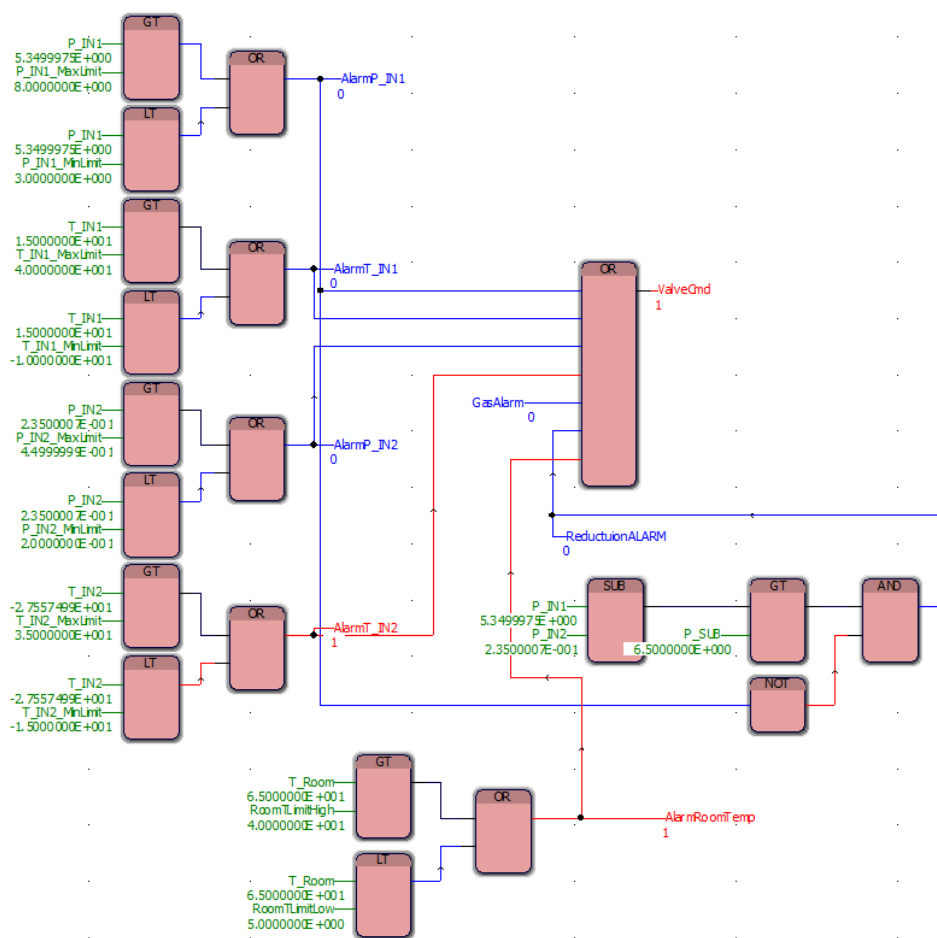 GT
P_IN1
5.3499975E+000
P_IN1_MaxLimit
8.0000000E+000
OR
AlarmP_IN1
0
LT
P_IN1
5.3499975E+000
P_IN1_MinLimit
3.0000000E+000
GT
T_IN1
1.5000000E+001
T_IN1_MaxLimit
4.0000000E+001
OR
AlarmT_IN1
0
LT
T_IN1
1.5000000E+001
T_IN1_MinLimit
-1.0000000E+001
OR
ValveCmd
1
GasAlarm
0
ReductuionALARM
0
GT
P_IN2
2.3500007E-001
P_IN2_MaxLimit
4.4999999E-001
OR
AlarmP_IN2
0
LT
P_IN2
2.3500007E-001
P_IN2_MinLimit
2.0000000E-001
GT
T_IN2
-2.7557499E+001
T_IN2_MaxLimit
3.5000000E+001
OR
AlarmT_IN2
1
LT
T_IN2
-2.7557499E+001
T_IN2_MinLimit
-1.5000000E+001
SUB
P_IN1
5.3499975E+000
P_IN2
2.3500007E-001
GT
P_SUB
6.5000000E+000
AND
NOT
GT
T_Room
6.5000000E+001
RoomTLimitHigh
4.0000000E+001
OR
AlarmRoomTemp
1
LT
T_Room
6.5000000E+001
RoomTLimitLow
5.0000000E+000